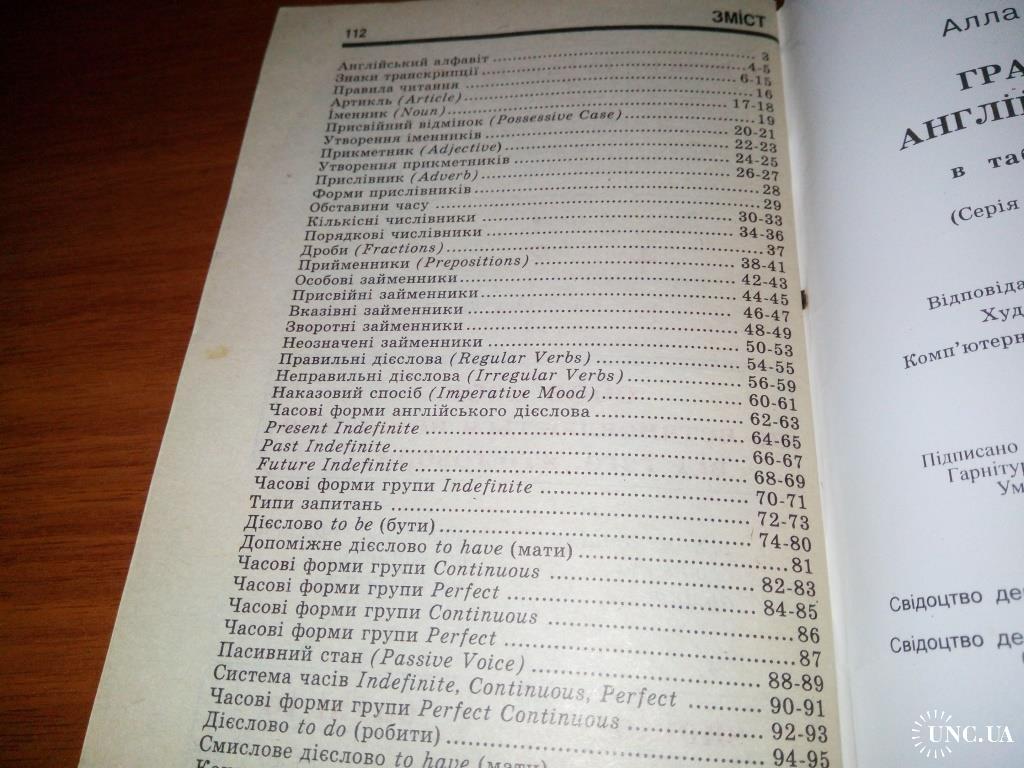 112 ЗМІСТ
Англійський алфавіт 3
Знаки транскрипції 4-5
Правила читання 6-15
Артикль (Article) 16
Іменник (Noun) 17-18
Присвійний відмінок (Possessive Case) 19
Утворення іменників 20-21
Прикметник (Adjective) 22-23
Утворення прикметників 24-25
Прислівник (Adverb) 26-27
Форми прислівників 28
Обставини часу 29
Кількісні числівники 30-33
Порядкові числівники 34-36
Дроби (Fractions) 37
Прийменники (Prepositions) 38-41
Особові займенники 42-43
Присвійні займенники 44-45
Вказівні займенники 46-47
Зворотні займенники 48-49
Неозначені займенники 50-53
Правильні дієслова (Regular Verbs) 54-55
Неправильні дієслова (Irregular Verbs) 56-59
Наказовий спосіб (Imperative Mood) 60-61
Часові форми англійського дієслова 62-63
Present Indefinite 64-65
Past Indefinite 66-67
Future Indefinite 68-69
Часові форми групи Indefinite 70-71
Типи запитань 72-73
Дієслово to be (бути) 74-80
Допоміжне дієслово to have (мати) 81
Часові форми групи Continuous 82-83
Часові форми групи Perfect 84-85
Часові форми групи Continuous 86
Часові форми групи Perfect 87
Пасивний стан (Passive Voice) 88-89
Система часів Indefinite, Continuous, Perfect 90-91
Часові форми групи Perfect Continuous 92-93
Дієслово to do (робити) 94-95
Смислове дієслово to have (мати)
Алла
ГРА
АНГЛІЙ
в таб
(Серія
Відповіда
Худ
Комп'ютерн
Підписано
Гарнітур
Ум
Свідоцтво де
Свідоцтво де
UNC.UA